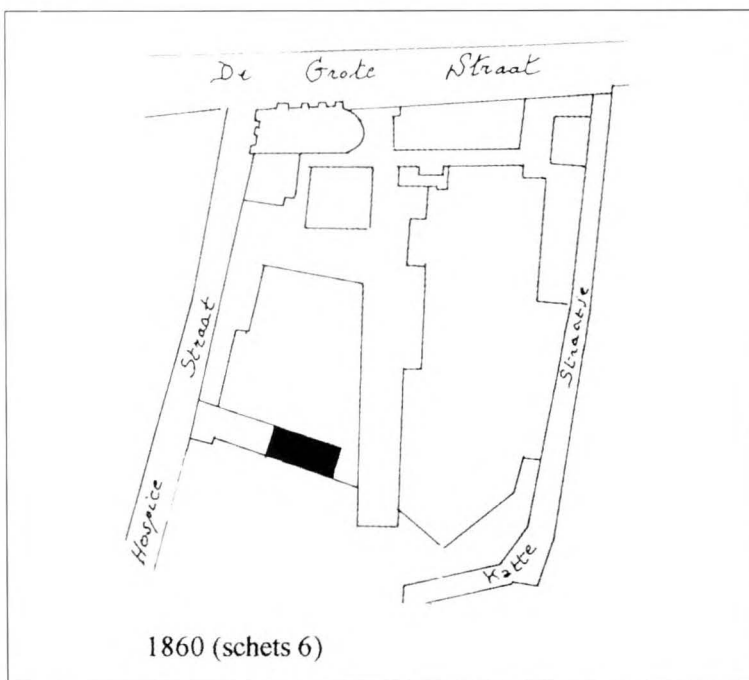 De Grote Straat
Hospice Straat
Katte Straatje
1860 (schets 6)